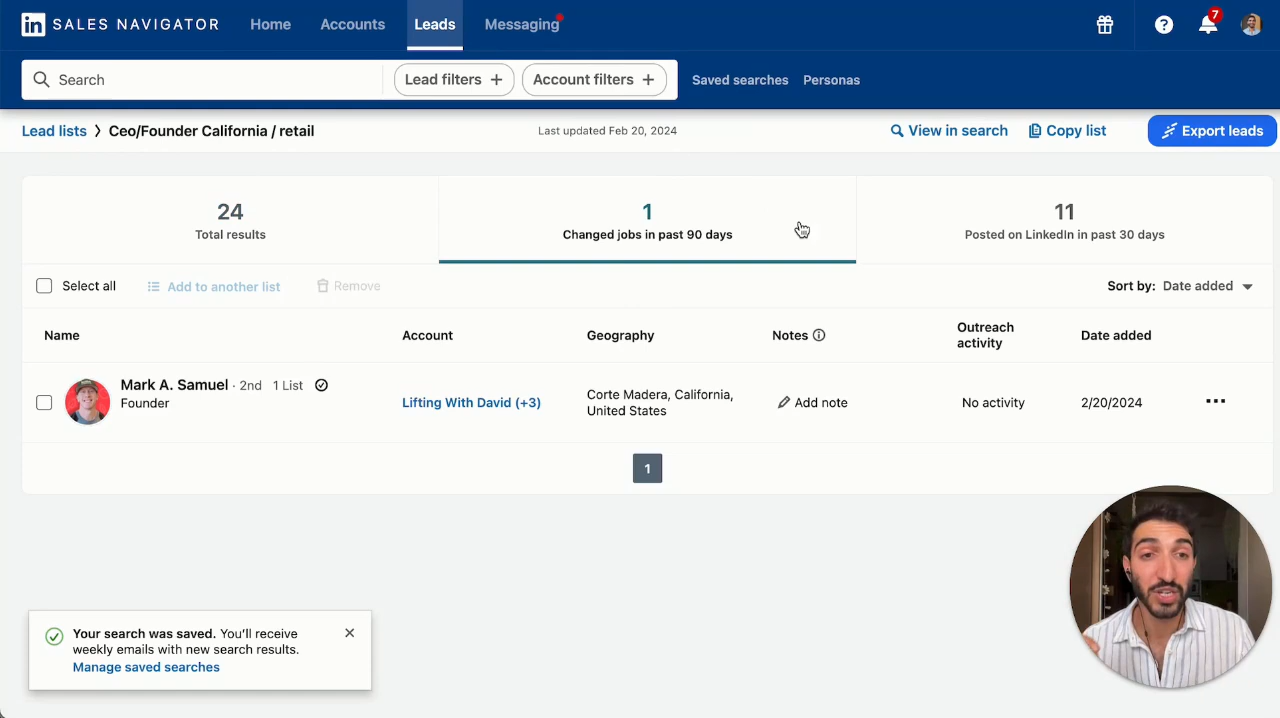 in SALES NAVIGATOR Home Accounts Leads Messaging 7
Search Lead filters + Account filters + Saved searches Personas
Lead lists > Ceo/Founder California / retail Last updated Feb 20, 2024 View in search Copy list Export leads
24 1 11
Total results Changed jobs in past 90 days Posted on LinkedIn in past 30 days
Select all Add to another list Remove Sort by: Date added
Name Account Geography Notes Outreach activity Date added
Mark A. Samuel · 2nd 1 List
Founder
Lifting With David (+3)
Corte Madera, California,
United States
Add note
No activity
2/20/2024
1
Your search was saved. You'll receive
weekly emails with new search results.
Manage saved searches